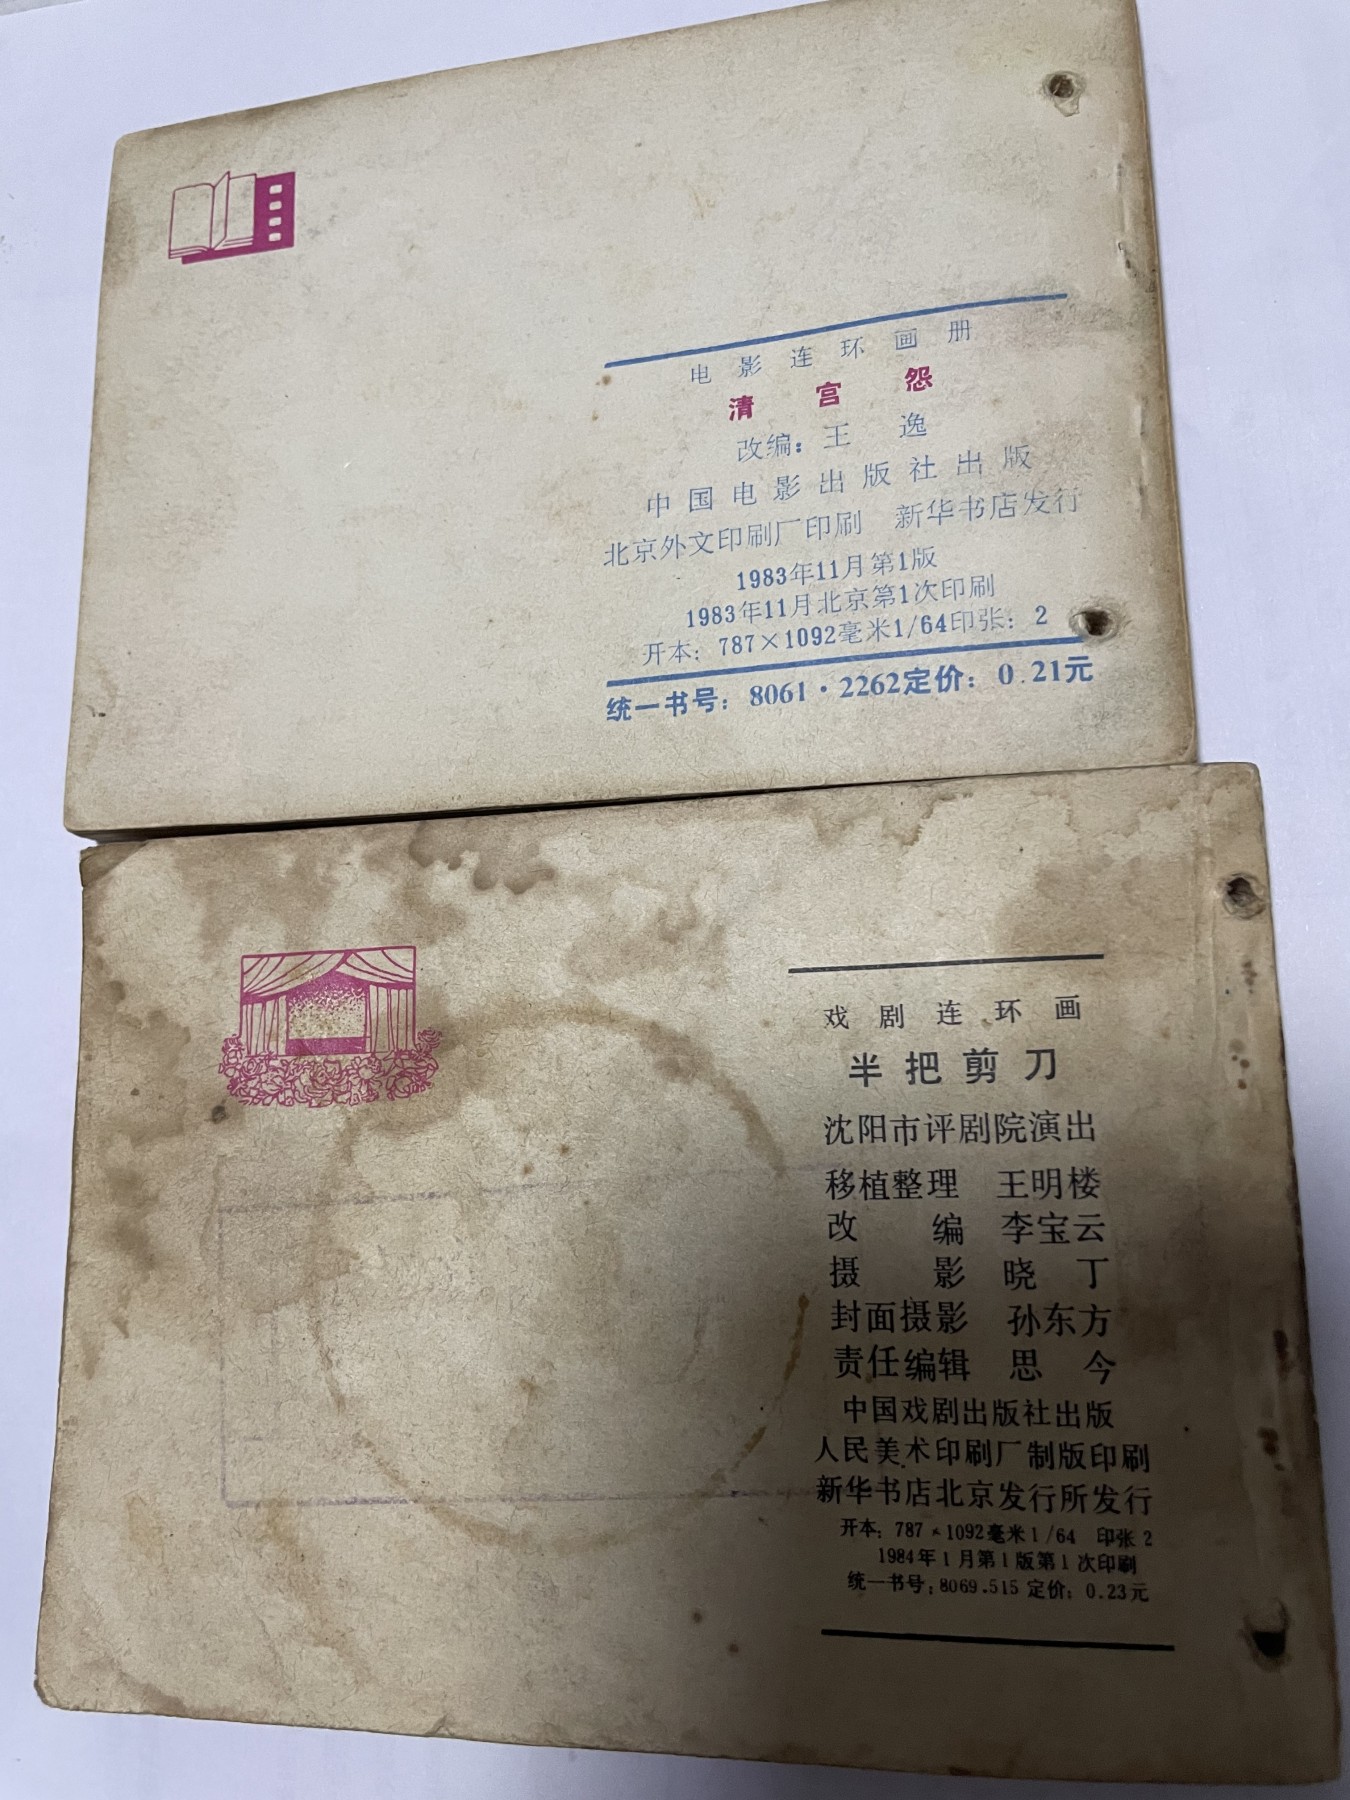 电影连环画册
清宫怨
改编：王逸
中国电影出版社出版
北京外文印刷厂印刷 新华书店发行
1983年11月第1版
1983年11月北京第1次印刷
开本：787×1092毫米1/64印张：2
统一书号：8061·2262定价：0.21元
戏剧连环画
半把剪刀
沈阳市评剧院演出
移植整理 王明楼
改编 李宝云
摄影 晓丁
封面摄影 孙东方
责任编辑 思今
中国戏剧出版社出版
人民美术印刷厂制版印刷
新华书店北京发行所发行
开本：787×1092毫米1/64 印张2
1984年1月第1版第1次印刷
统一书号：8069.515 定价：0.23元